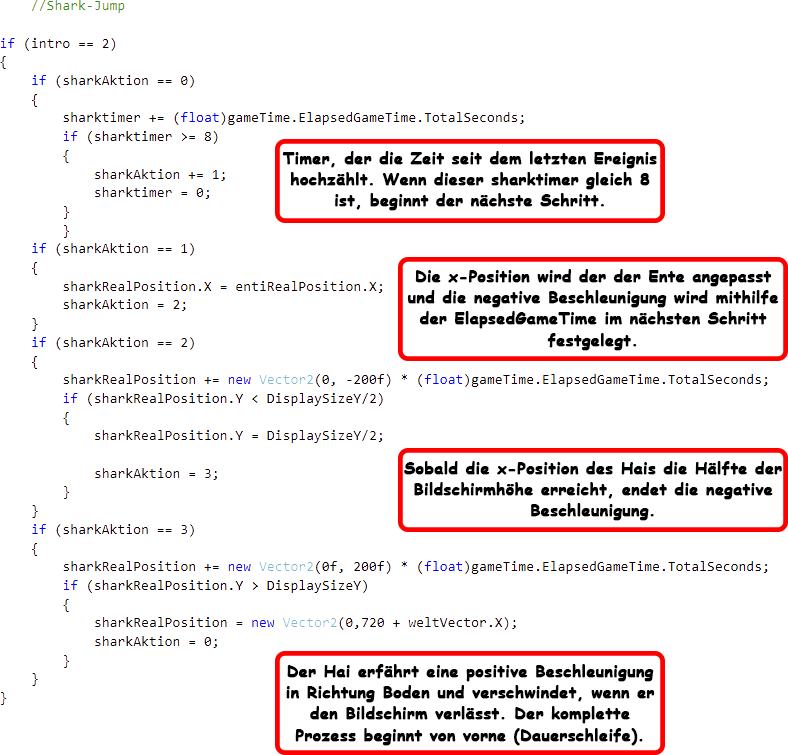 //Shark-Jump
if (intro == 2)
{
if (sharkAktion == 0)
{
sharktimer += (float)gameTime.ElapsedGameTime.TotalSeconds;
if (sharktimer >= 8)
{
sharkAktion += 1;
sharktimer = 0;
}
}
Timer, der die Zeit seit dem letzten Ereignis
hochzählt. Wenn dieser sharktimer gleich 8
ist, beginnt der nächste Schritt.
if (sharkAktion == 1)
{
sharkRealPosition.X = entiRealPosition.X;
sharkAktion = 2;
}
Die x-Position wird der der Ente angepasst
und die negative Beschleunigung wird mithilfe
der ElapsedGameTime im nächsten Schritt
festgelegt.
if (sharkAktion == 2)
{
sharkRealPosition += new Vector2(0, -200f) * (float)gameTime.ElapsedGameTime.TotalSeconds;
if (sharkRealPosition.Y < DisplaySizeY/2)
{
sharkRealPosition.Y = DisplaySizeY/2;
sharkAktion = 3;
}
}
Sobald die x-Position des Hais die Hälfte der
Bildschirmhöhe erreicht, endet die negative
Beschleunigung.
if (sharkAktion == 3)
{
sharkRealPosition += new Vector2(0f, 200f) * (float)gameTime.ElapsedGameTime.TotalSeconds;
if (sharkRealPosition.Y > DisplaySizeY)
{
sharkRealPosition = new Vector2(0,720 + weltVector.X);
sharkAktion = 0;
}
}
}
Der Hai erfährt eine positive Beschleunigung
in Richtung Boden und verschwindet, wenn er
den Bildschirm verlässt. Der komplette
Prozess beginnt von vorne (Dauerschleife).